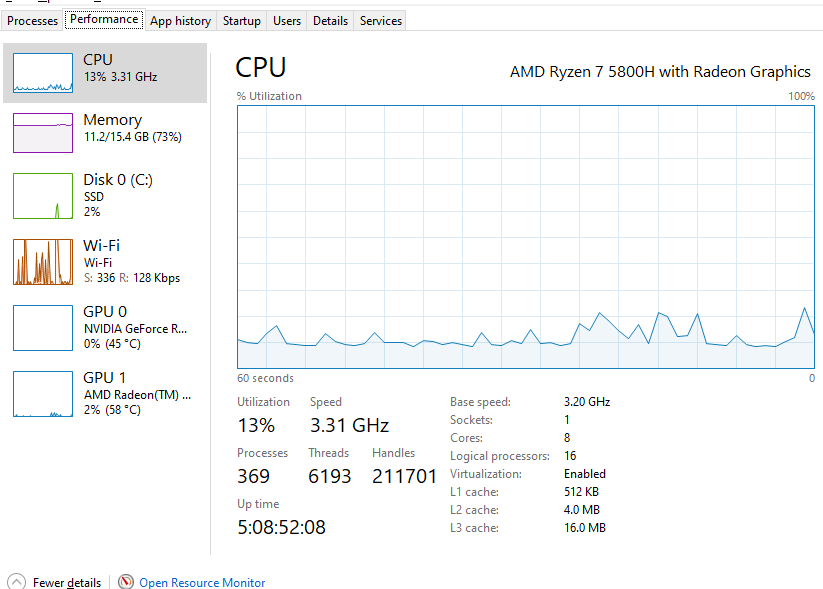 Processes Performance App history Startup Users Details Services
CPU
13% 3.31 GHz
Memory
11.2/15.4 GB (73%)
Disk 0 (C:)
SSD
2%
Wi-Fi
Wi-Fi
S: 336 R: 128 Kbps
GPU 0
NVIDIA GeForce R...
0% (45 °C)
GPU 1
AMD Radeon(TM) ...
2% (58 °C)
CPU AMD Ryzen 7 5800H with Radeon Graphics
% Utilization 100%
60 seconds 0
Utilization Speed
13% 3.31 GHz
Processes Threads Handles
369 6193 211701
Up time
5:08:52:08
Base speed: 3.20 GHz
Sockets: 1
Cores: 8
Logical processors: 16
Virtualization: Enabled
L1 cache: 512 KB
L2 cache: 4.0 MB
L3 cache: 16.0 MB
Fewer details Open Resource Monitor